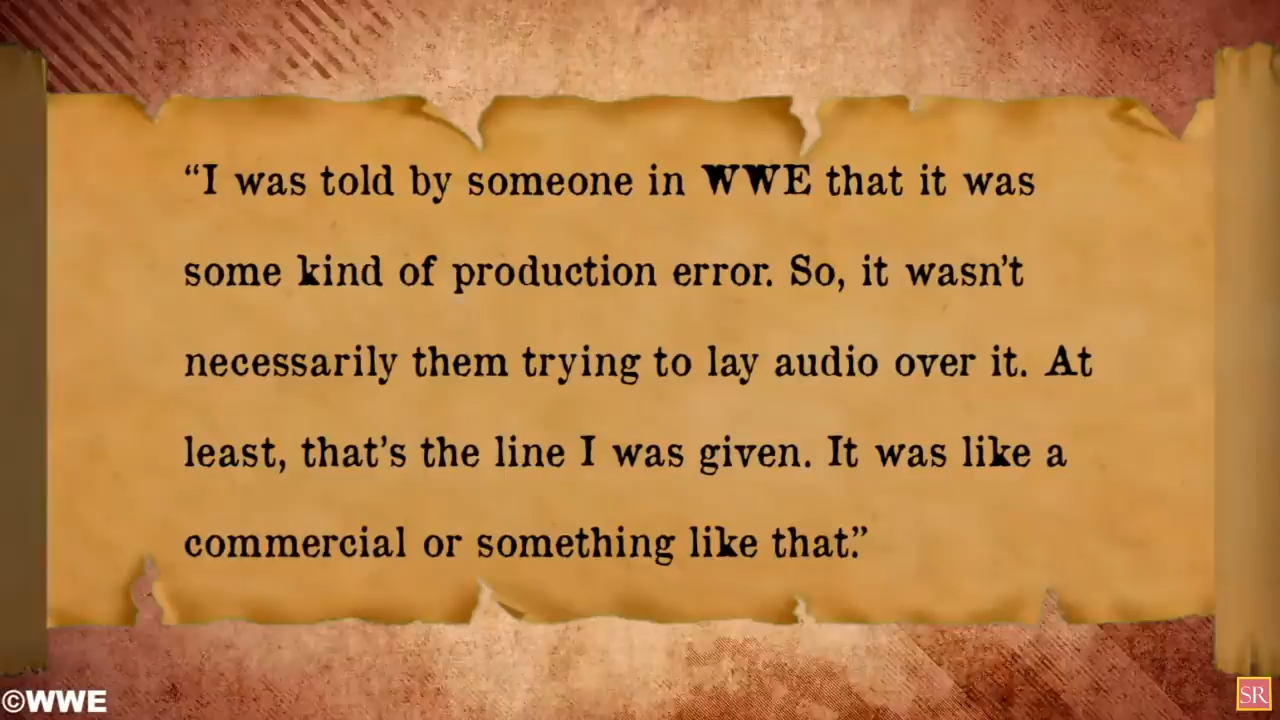 “I was told by someone in WWE that it was
some kind of production error. So, it wasn’t
necessarily them trying to lay audio over it. At
least, that’s the line I was given. It was like a
commercial or something like that.”
©WWE
SR